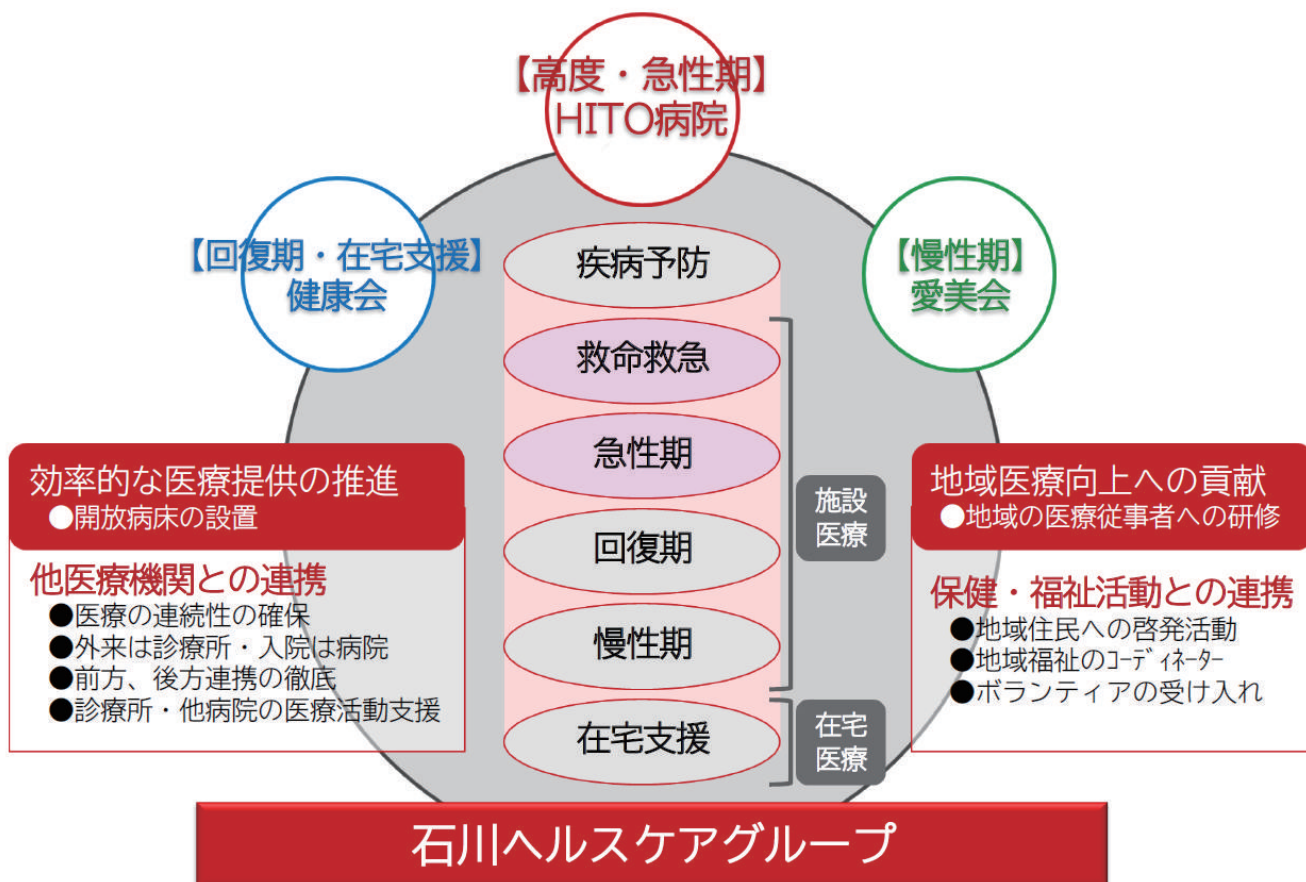 【高度・急性期】
HITO病院
【回復期・在宅支援】
健康会
【慢性期】
愛美会
疾病予防
救命救急
急性期
回復期
慢性期
在宅支援
施設
医療
在宅
医療
効率的な医療提供の推進
●開放病床の設置
他医療機関との連携
●医療の連続性の確保
●外来は診療所・入院は病院
●前方、後方連携の徹底
●診療所・他病院の医療活動支援
地域医療向上への貢献
●地域の医療従事者への研修
保健・福祉活動との連携
●地域住民への啓発活動
●地域福祉のｺｰﾃﾞｨﾈｰﾀｰ
●ボランティアの受け入れ
石川ヘルスケアグループ